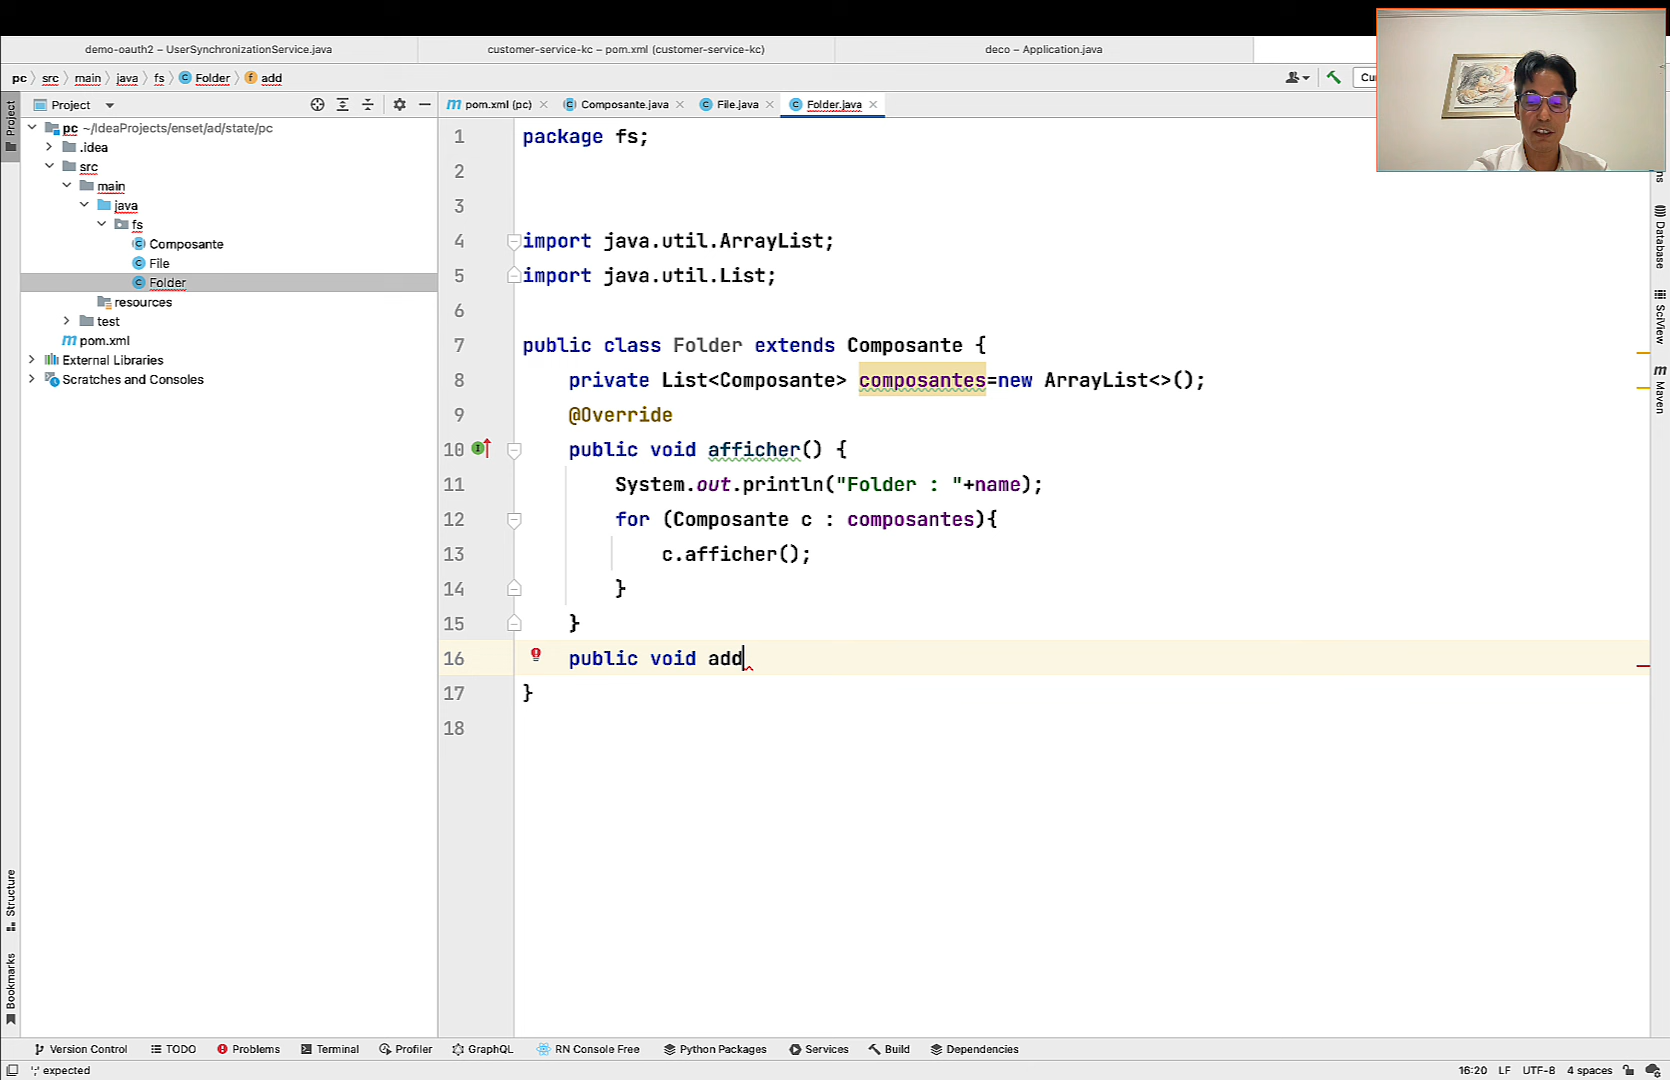 demo-oauth2 – UserSynchronizationService.java
customer-service-kc – pom.xml (customer-service-kc)
deco – Application.java
pc src main java fs Folder add
Cu
Project
pom.xml (pc)
Composante.java
File.java
Folder.java
Project
pc ~/IdeaProjects/enset/ad/state/pc
.idea
src
main
java
fs
Composante
File
Folder
resources
test
pom.xml
External Libraries
Scratches and Consoles
1 package fs;
2
3
4 import java.util.ArrayList;
5 import java.util.List;
6
7 public class Folder extends Composante {
8 private List<Composante> composantes=new ArrayList<>();
9 @Override
10 public void afficher() {
11 System.out.println("Folder : "+name);
12 for (Composante c : composantes){
13 c.afficher();
14 }
15 }
16 public void add
17 }
18
Database
SciView
Maven
Structure
Bookmarks
Version Control TODO Problems Terminal Profiler GraphQL RN Console Free Python Packages Services Build Dependencies
';' expected
16:20 LF UTF-8 4 spaces